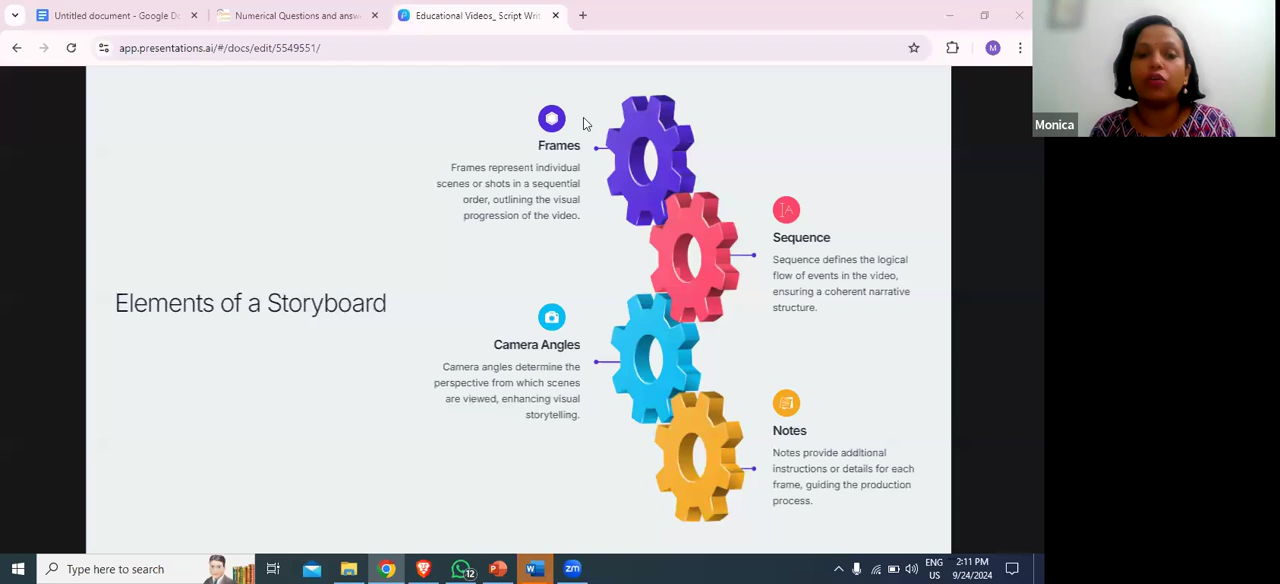 Untitled document - Google Do
Numerical Questions and answe
Educational Videos_ Script Writ
app.presentations.ai/#/docs/edit/5549551/
M
Monica
Frames
Frames represent individual
scenes or shots in a sequential
order, outlining the visual
progression of the video.
Sequence
Sequence defines the logical
flow of events in the video,
ensuring a coherent narrative
structure.
Elements of a Storyboard
Camera Angles
Camera angles determine the
perspective from which scenes
are viewed, enhancing visual
storytelling.
Notes
Notes provide additional
instructions or details for each
frame, guiding the production
process.
Type here to search
12
zm
ENG
US
2:11 PM
9/24/2024